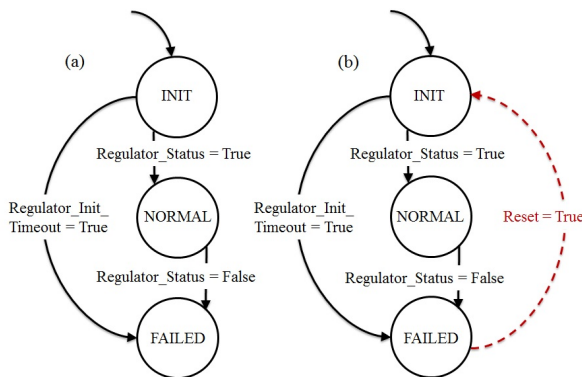 (a)
INIT
Regulator_Status = True
Regulator_Init_
Timeout = True
NORMAL
Regulator_Status = False
FAILED
(b)
INIT
Regulator_Status = True
Regulator_Init_
Timeout = True
NORMAL
Reset = True
Regulator_Status = False
FAILED